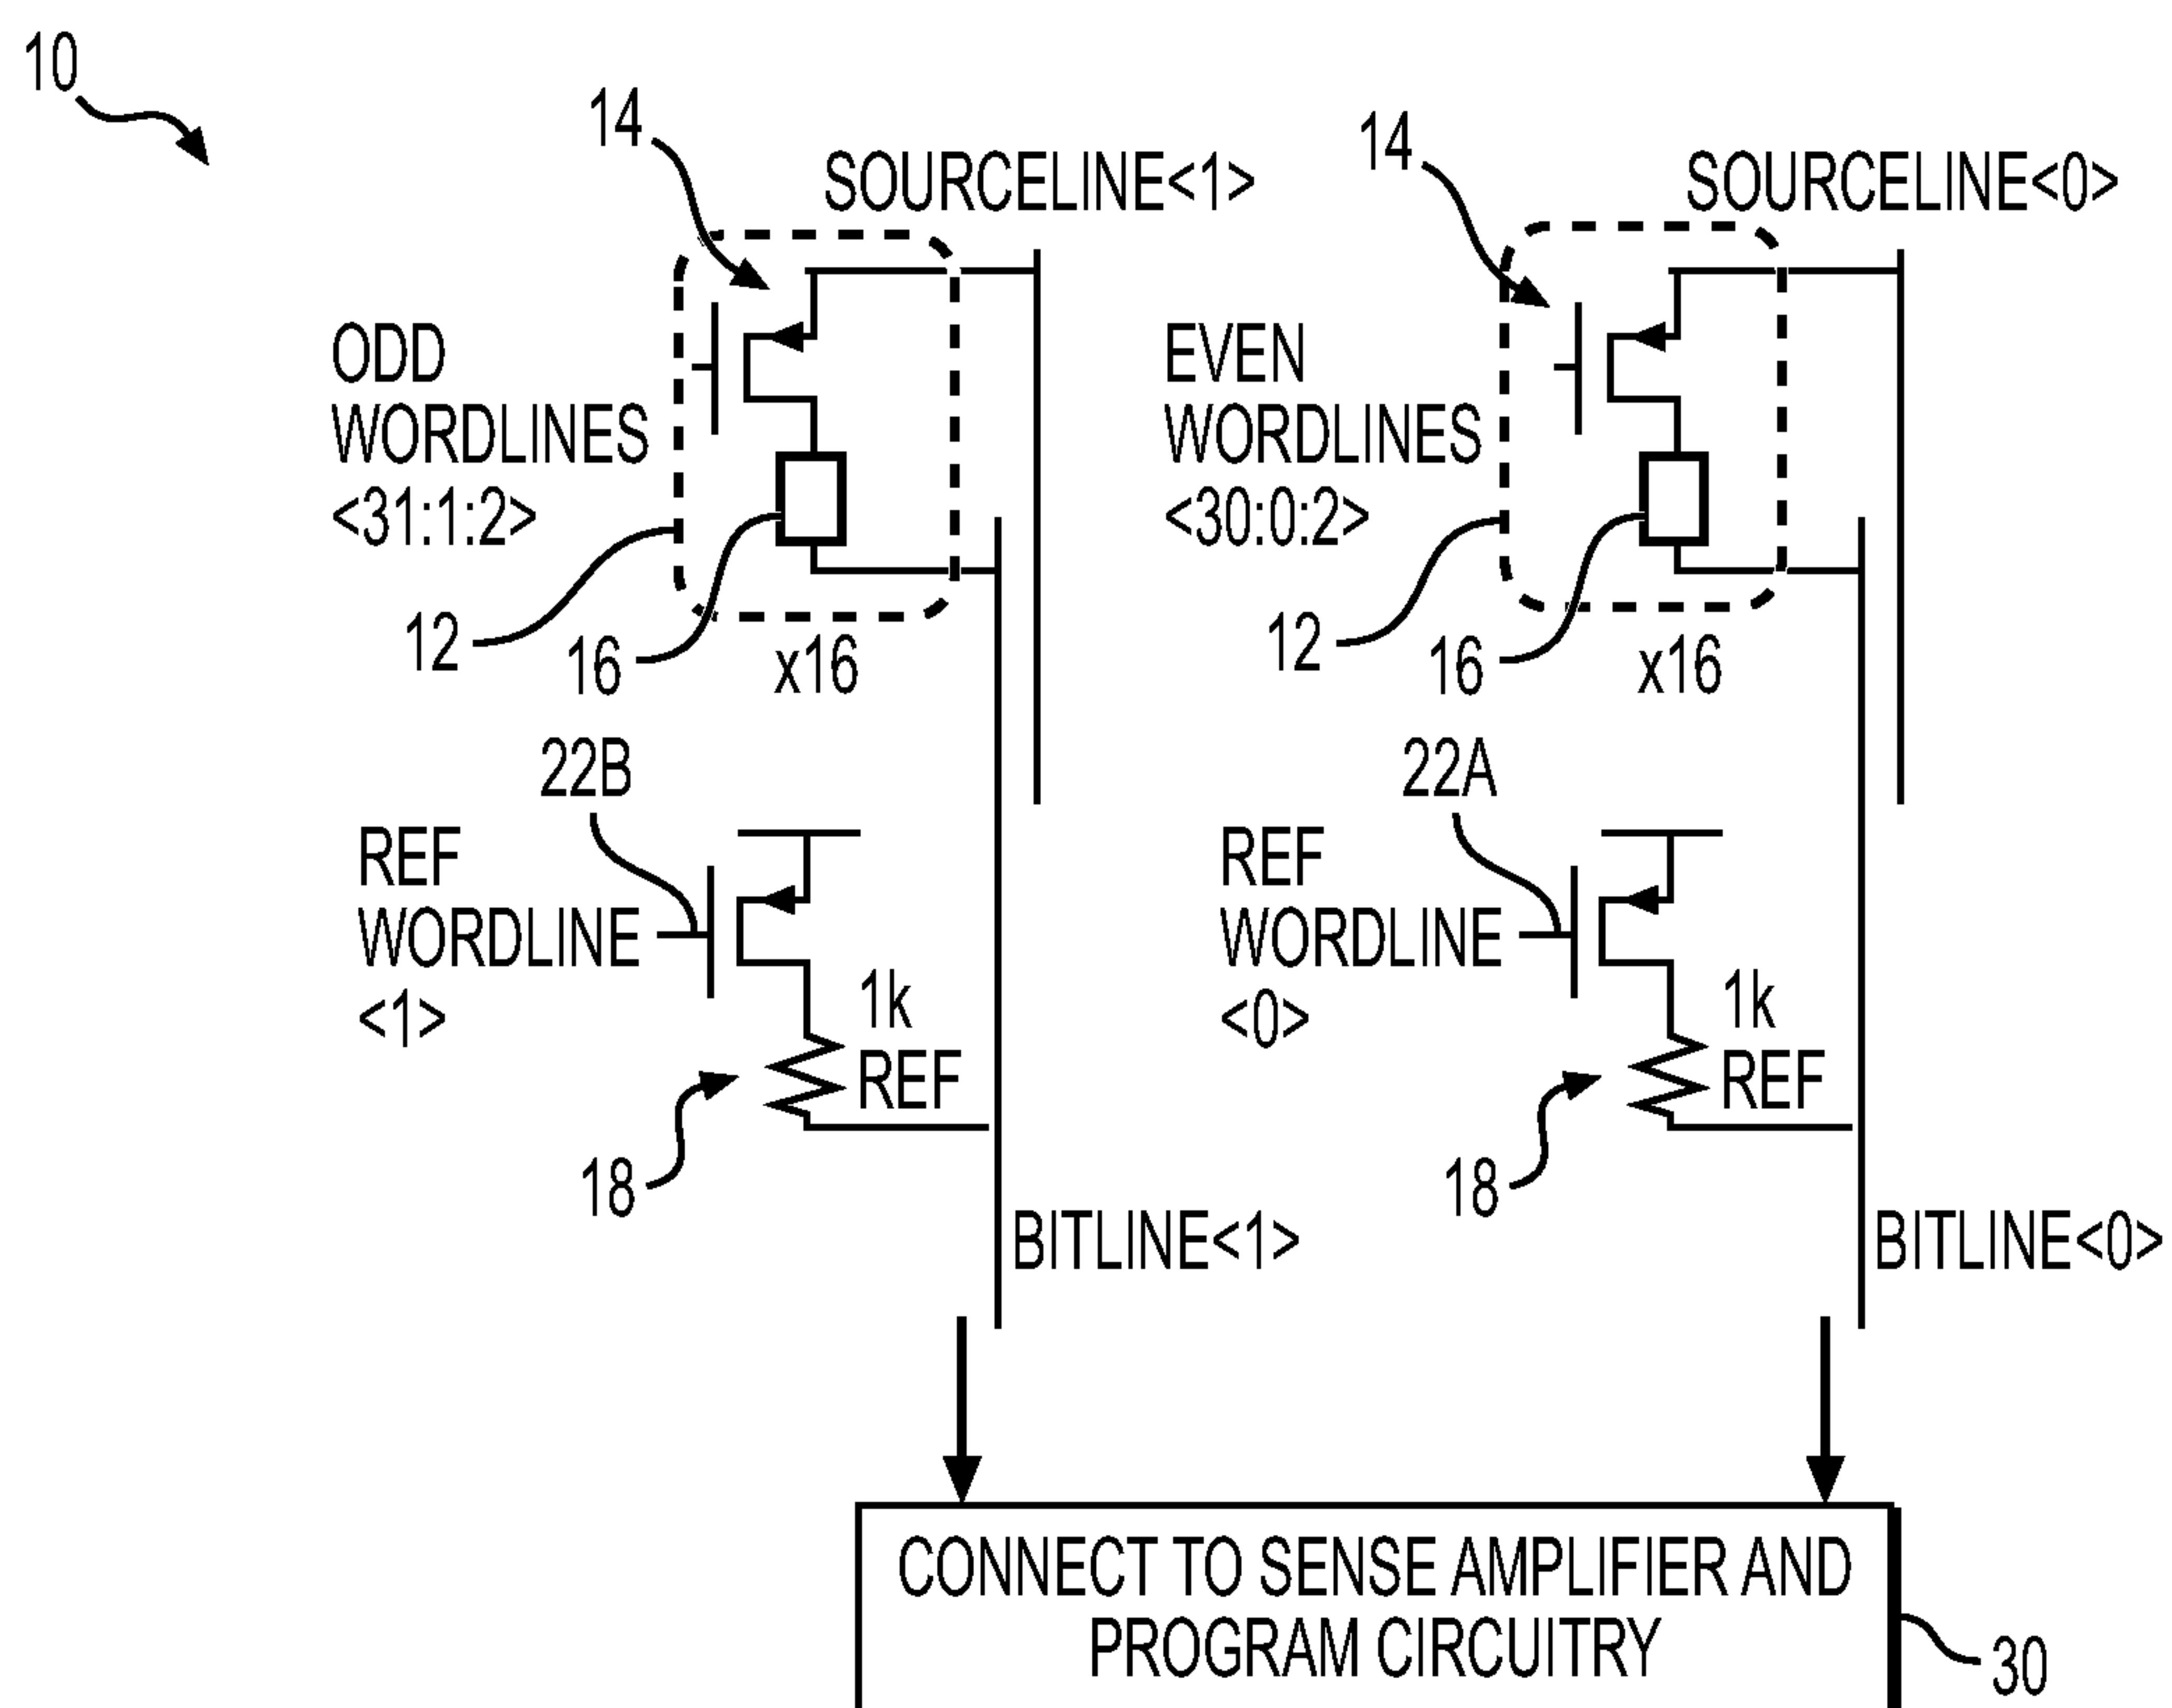 10
14
14
SOURCELINE<1>
SOURCELINE<0>
ODD
WORDLINES
<31:1:2>
EVEN
WORDLINES
<30:0:2>
12
16
x16
12
16
x16
22B
22A
REF
WORDLINE
<1>
1k
REF
REF
WORDLINE
<0>
1k
REF
18
18
BITLINE<1>
BITLINE<0>
CONNECT TO SENSE AMPLIFIER AND
PROGRAM CIRCUITRY
30